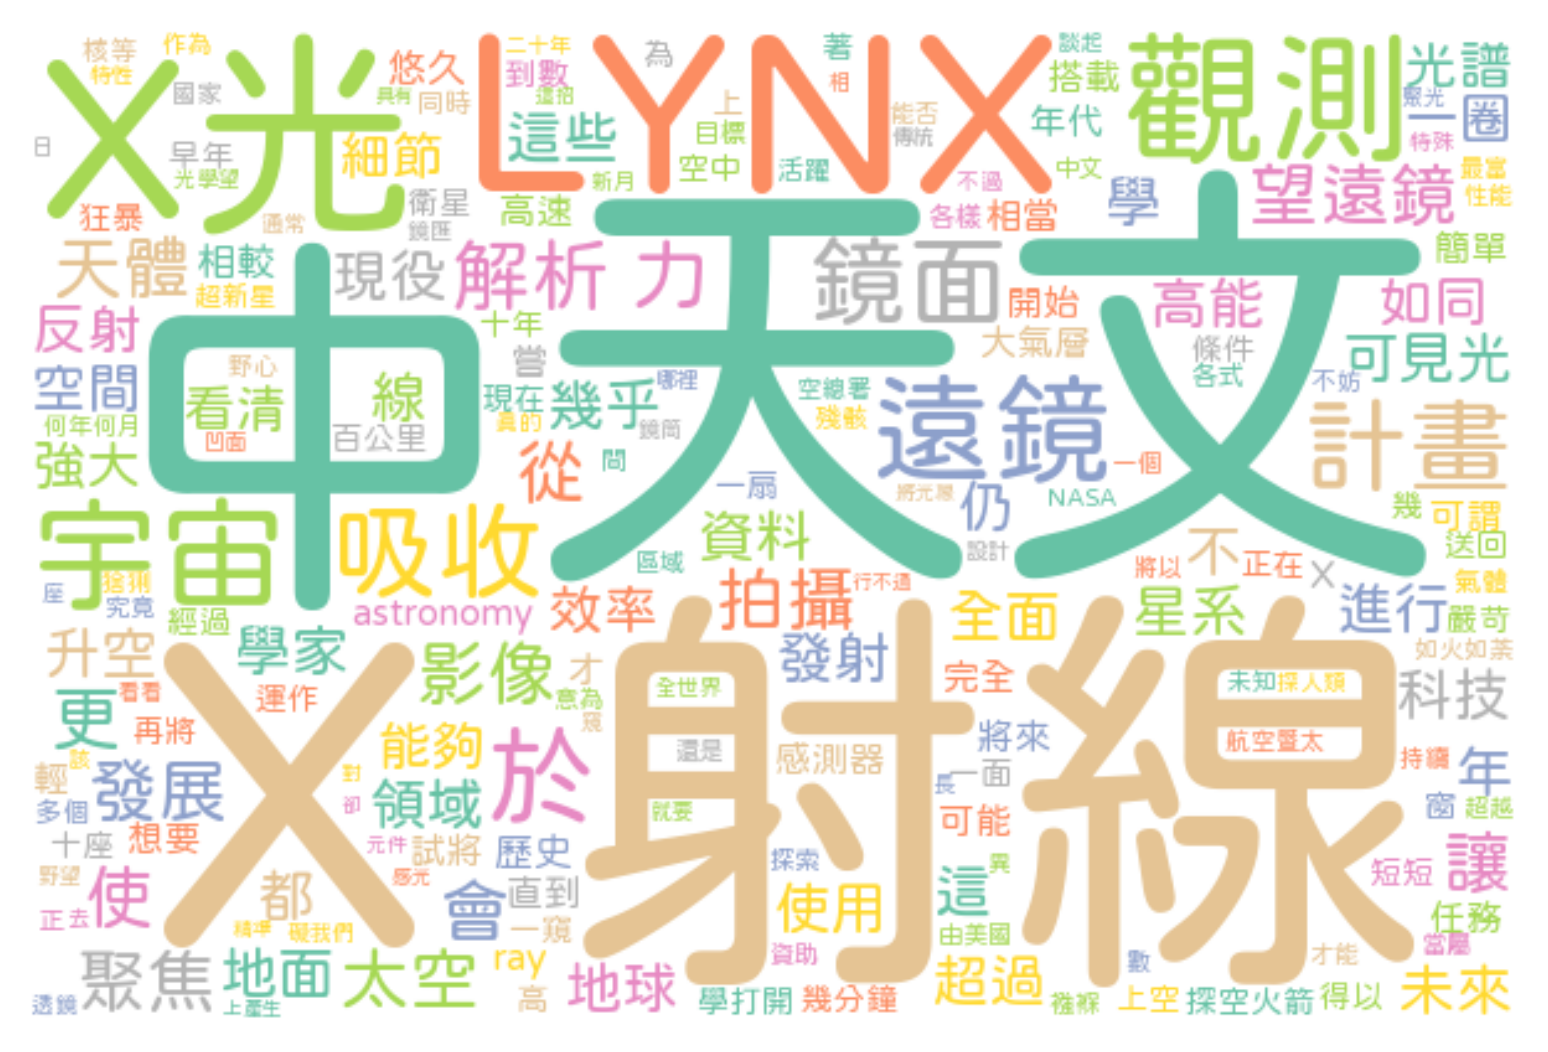 核等 作為 悠久 LYNX 二十年 為 著 談起 觀測 光譜
特性 X光 具有 同時 到數 上 相 搭載 聚光
國家 這些 目標 能否 年代 一圈
日 早年 細節 空中 活躍 傳統 中文 特殊
光學望 新月 不過 最富
狂暴 通常 衛星 高速 各樣 相當 學 望遠鏡 性能
天體 相較 鏡匣 簡單
超新星 現役 解析 力 鏡面 開始 高能 如同
反射 中天文 十年 大氣層 條件 可見光
空間 野心 嘗 哪裡 空總署 各式 不妨
看清 線 現在 幾乎 遠鏡 計畫
何年何月 凹面 百公里 真的 鏡筒 殘骸
強大 從 間 一扇 一個
將光線 仍 NASA 幾 可謂
宇宙 吸收 資料 設計 不 正在 送回
座 猞猁 區域 拍攝 行不通 將以 X 氣體
究竟 經過 astronomy 效率 全面 星系 進行 嚴苛
升空 學家 影像 才 發射 完全 如火如荼
更 看看 運作 意為 全世界 未知 探人類 科技
再將 窺 X射線 將來
該 能夠 於 還是 感測器 航空暨太 持續
輕 發展 對 一面 年
多個 卻 領域 就要 長 可能 窗 超越
十座 想要 元件 試將 歷史 探索 異
野望 使 都 感光 會 直到 使用 這 短短 讓
正 去 精準 礙我們 一窺 由美國 任務
聚焦 地面 太空 ray 資助 數 才能 當屬
透鏡 上產生 高 地球 學打開 幾分鐘 超過 襁褓 上空 探空火箭 得以 未來